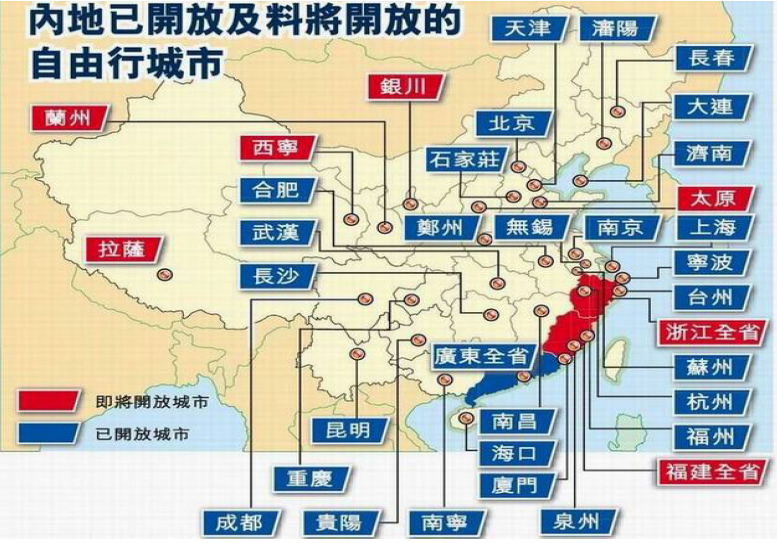 內地已開放及料將開放的
自由行城市
天津
瀋陽
長春
銀川
大連
蘭州
北京
西寧
石家莊
濟南
合肥
太原
武漢
鄭州
無錫
南京
上海
拉薩
長沙
寧波
台州
浙江全省
廣東全省
蘇州
即將開放城市
杭州
已開放城市
昆明
南昌
福州
海口
重慶
廈門
福建全省
成都
貴陽
南寧
泉州